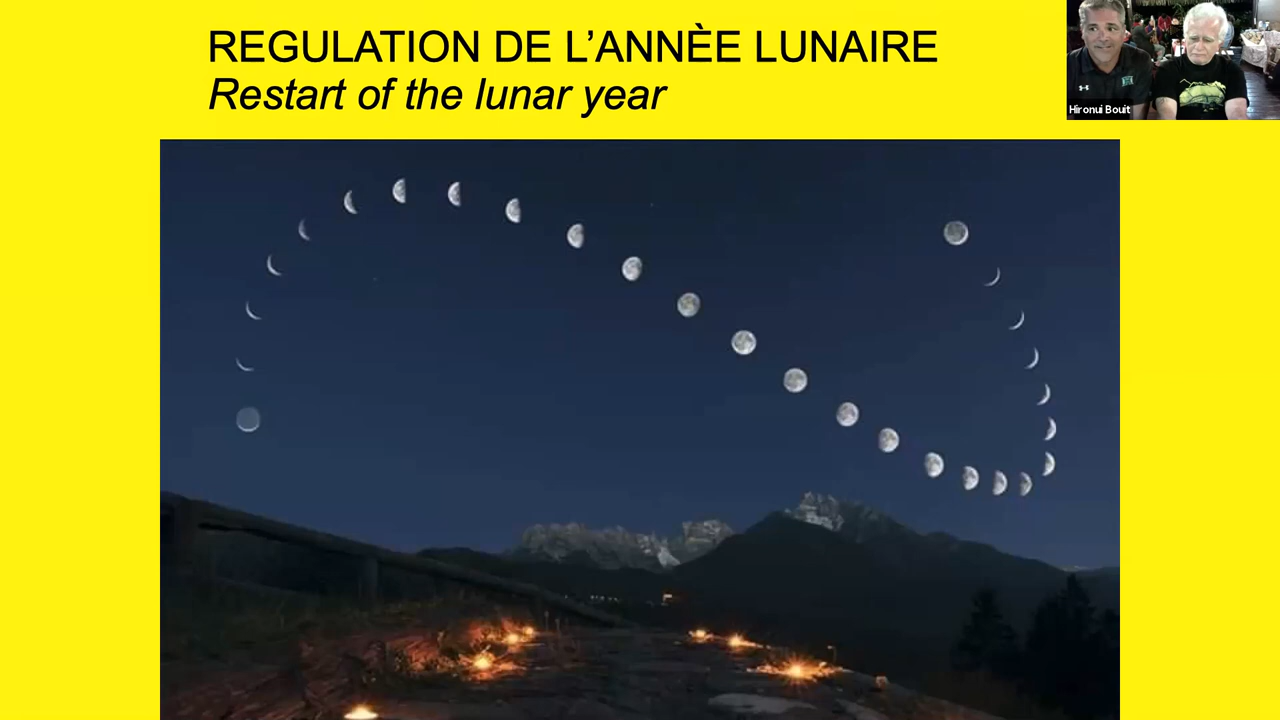 REGULATION DE L’ANNÈE LUNAIRE
Restart of the lunar year
Hironui Bouit